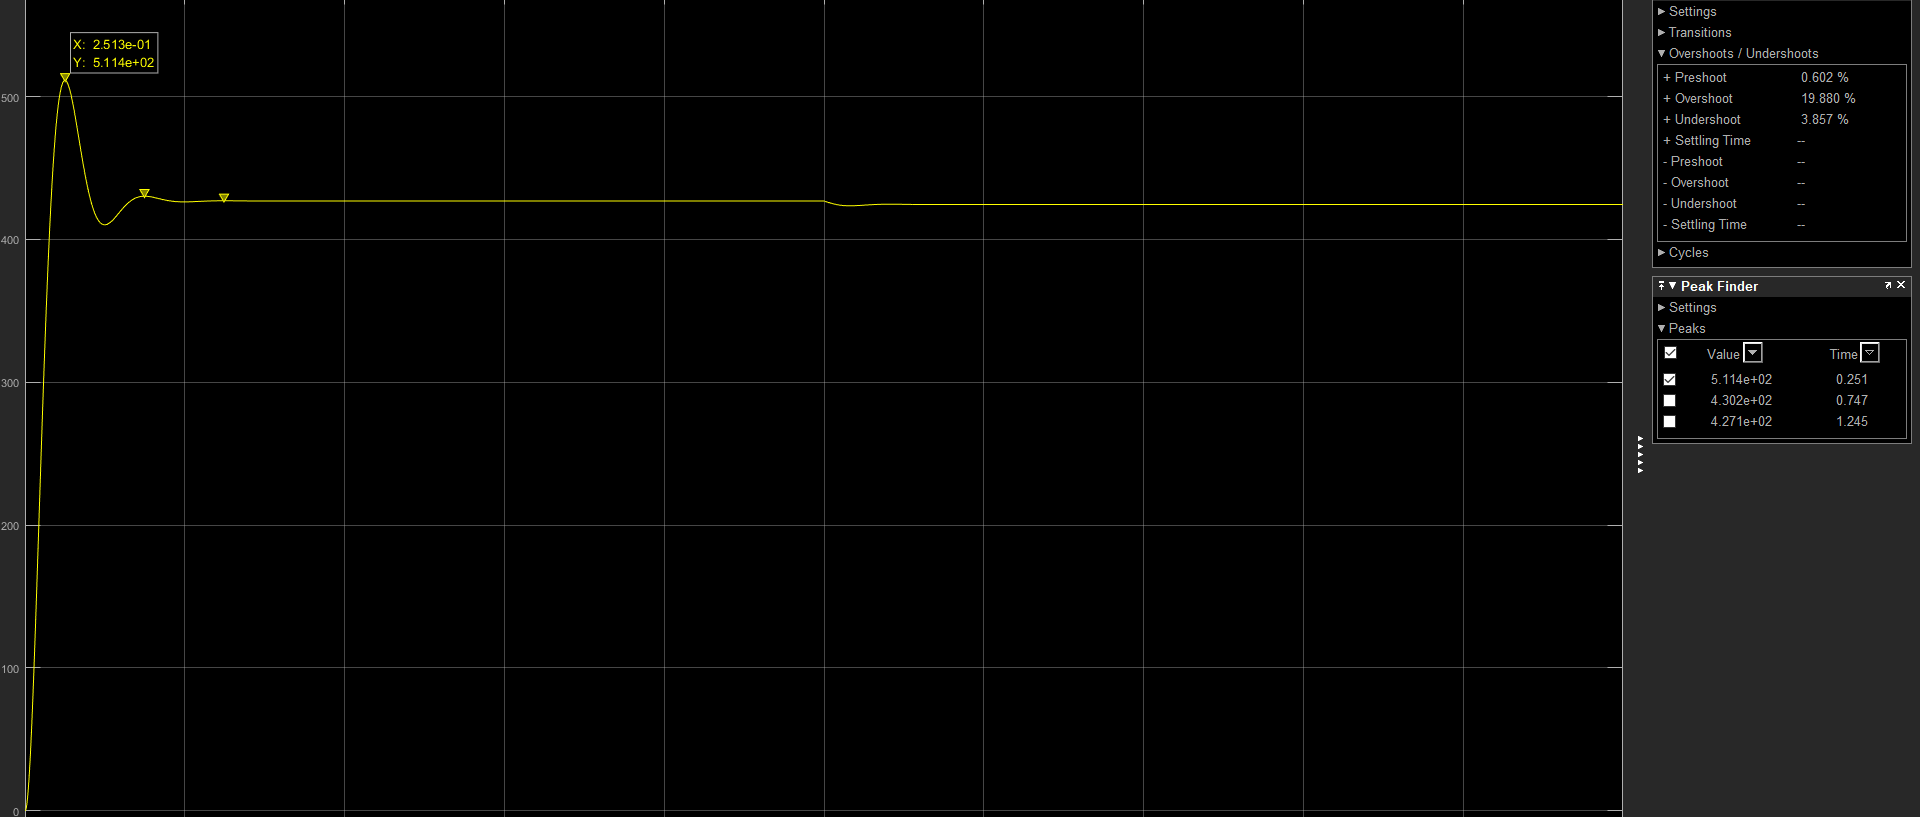 X: 2.513e-01
Y: 5.114e+02
500
400
300
200
100
0
Settings
Transitions
Overshoots / Undershoots
+ Preshoot 0.602 %
+ Overshoot 19.880 %
+ Undershoot 3.857 %
+ Settling Time --
- Preshoot --
- Overshoot --
- Undershoot --
- Settling Time --
Cycles
Peak Finder
Settings
Peaks
Value Time
5.114e+02 0.251
4.302e+02 0.747
4.271e+02 1.245